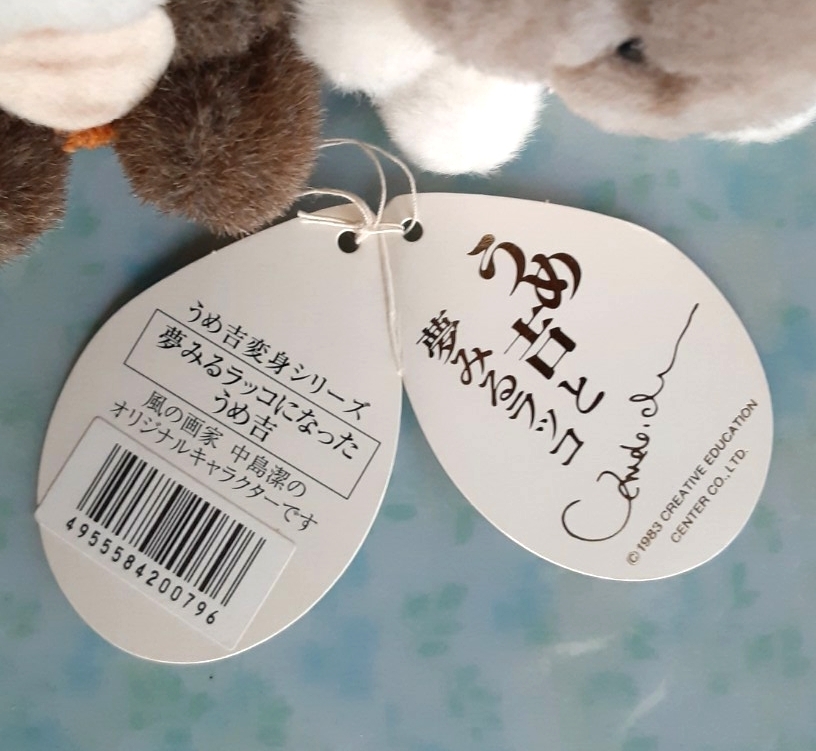 うめ吉変身シリーズ
夢みるラッコになった
うめ吉
風の画家 中島潔の
オリジナルキャラクターです
4955584200796
うめ吉と
夢みるラッコ
©1983 CREATIVE EDUCATION
CENTER CO., LTD.